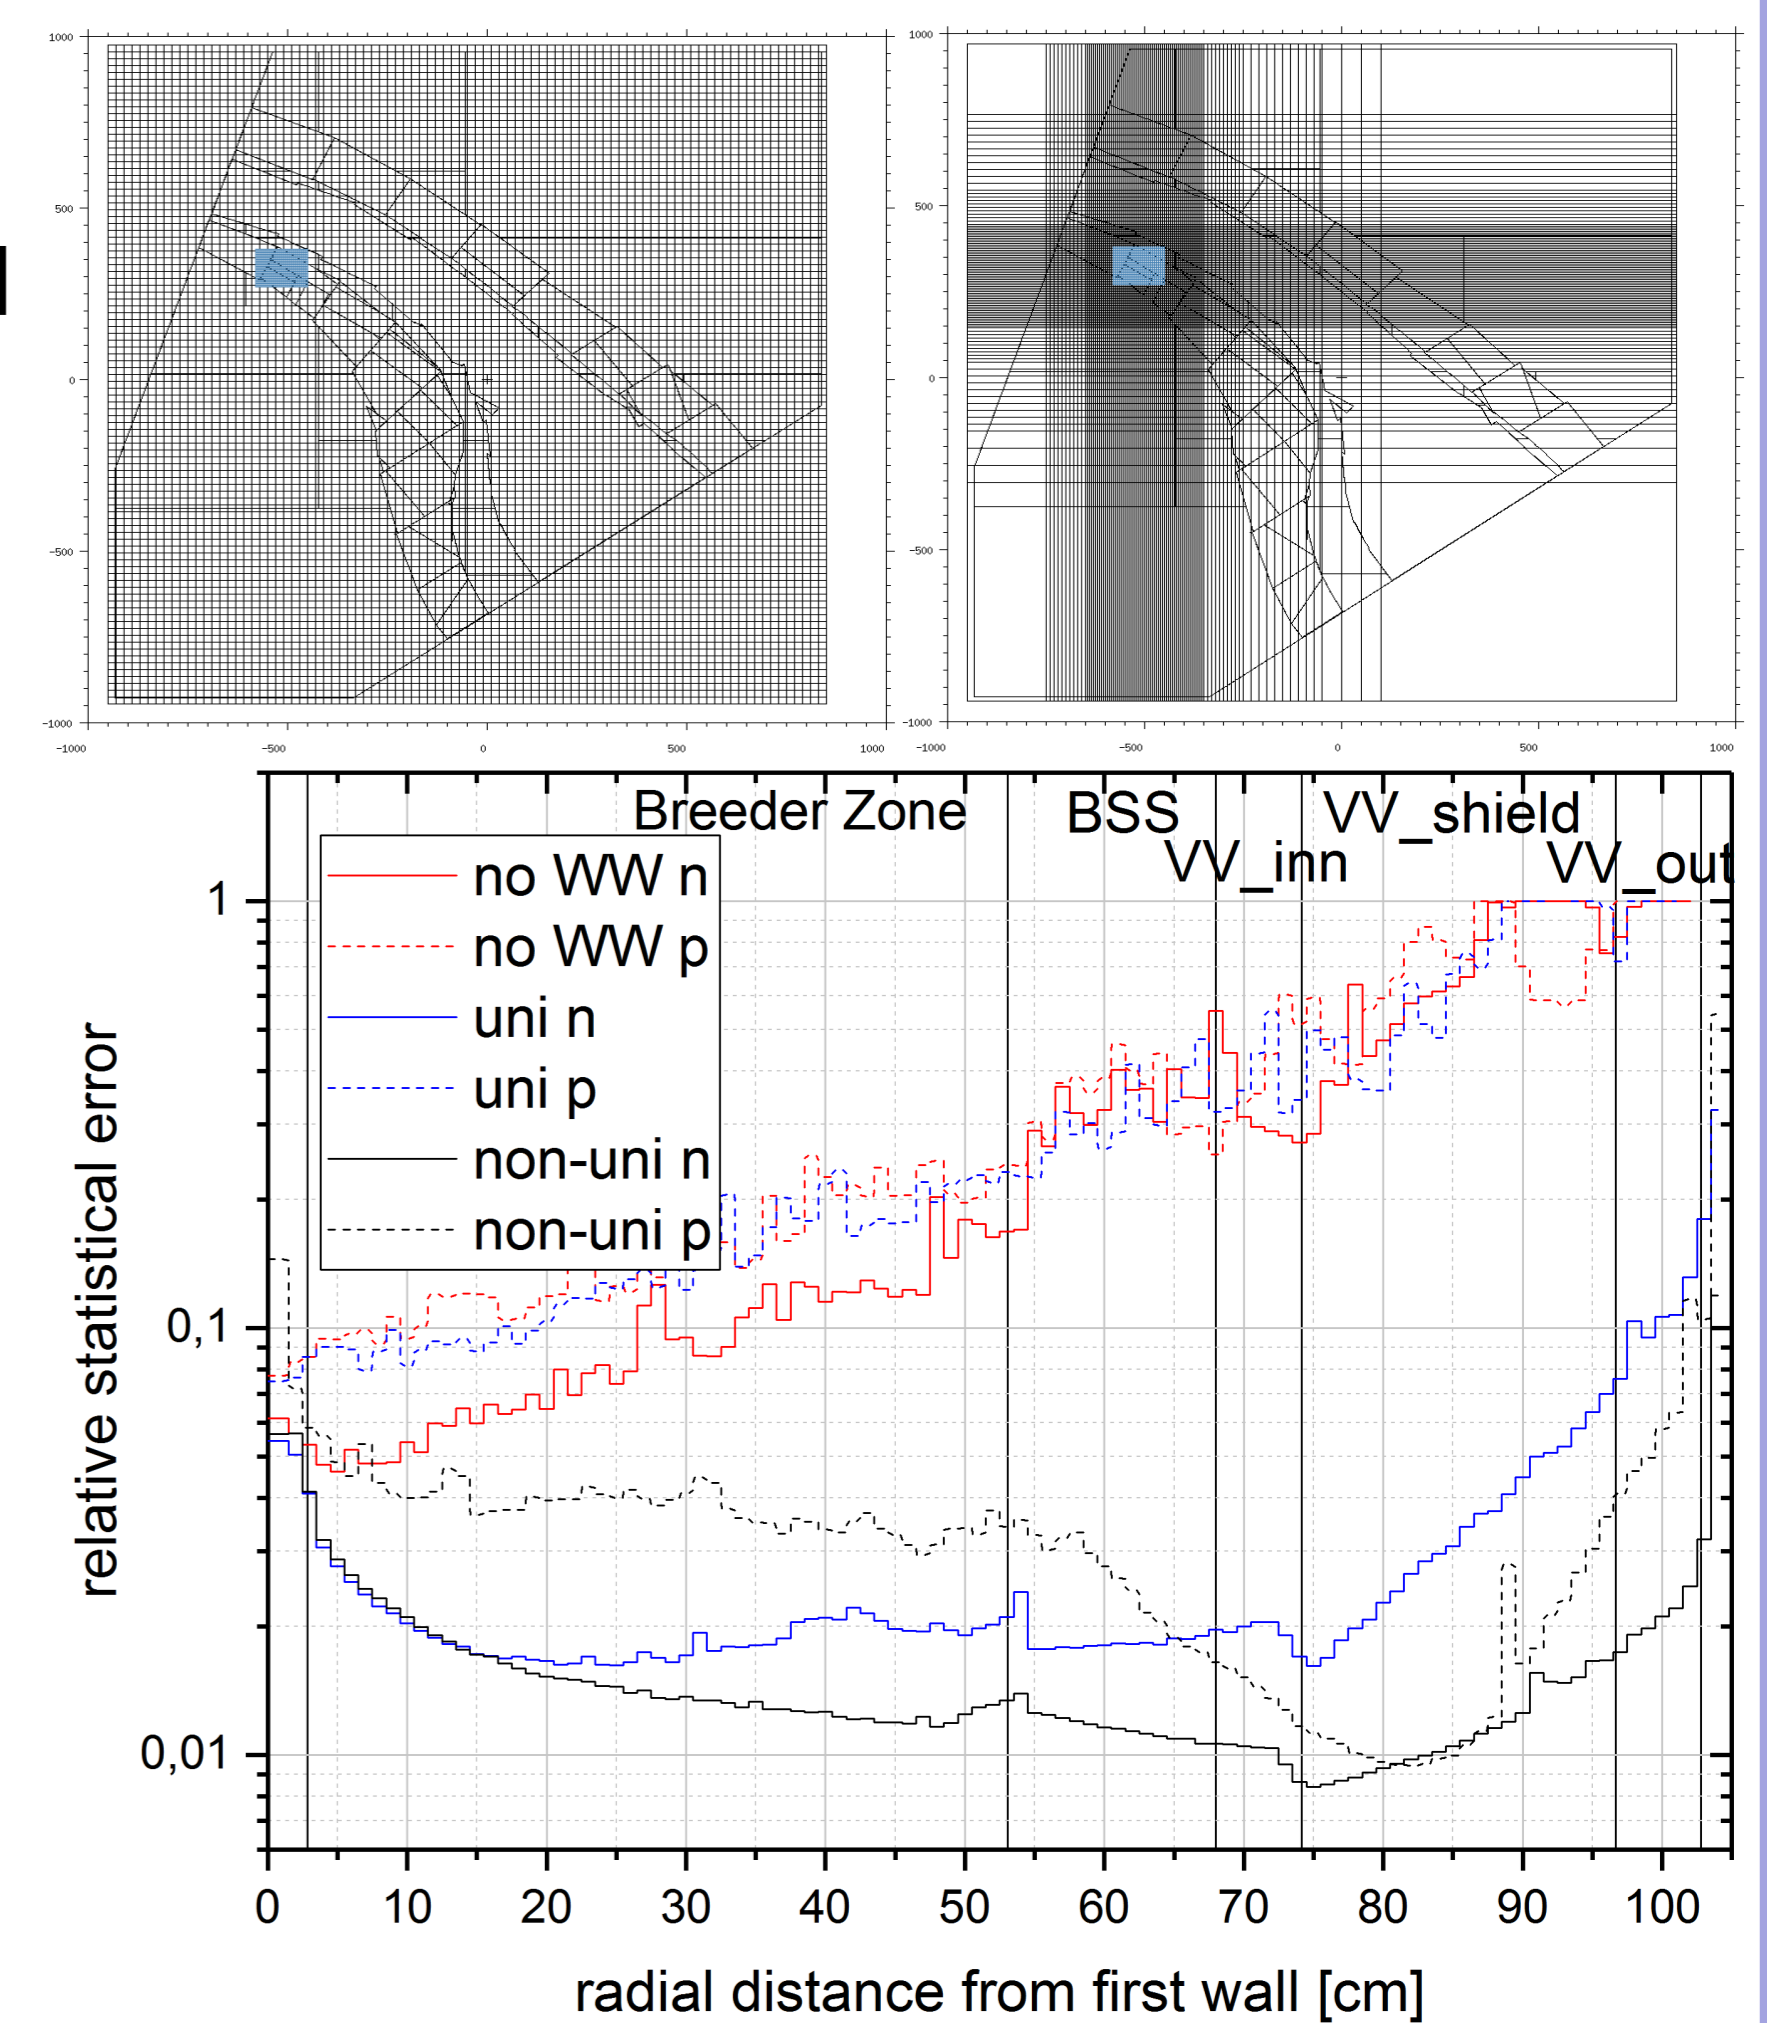 1000
500
0
−500
−1000
−1000
−500
0
500
1000
1000
500
0
−500
−1000
−1000
−500
0
500
1000
Breeder Zone
BSS
VV_shield
VV_inn
VV_out
no WW n
no WW p
uni n
uni p
non-uni n
non-uni p
1
0,1
0,01
relative statistical error
0 10 20 30 40 50 60 70 80 90 100
radial distance from first wall [cm]